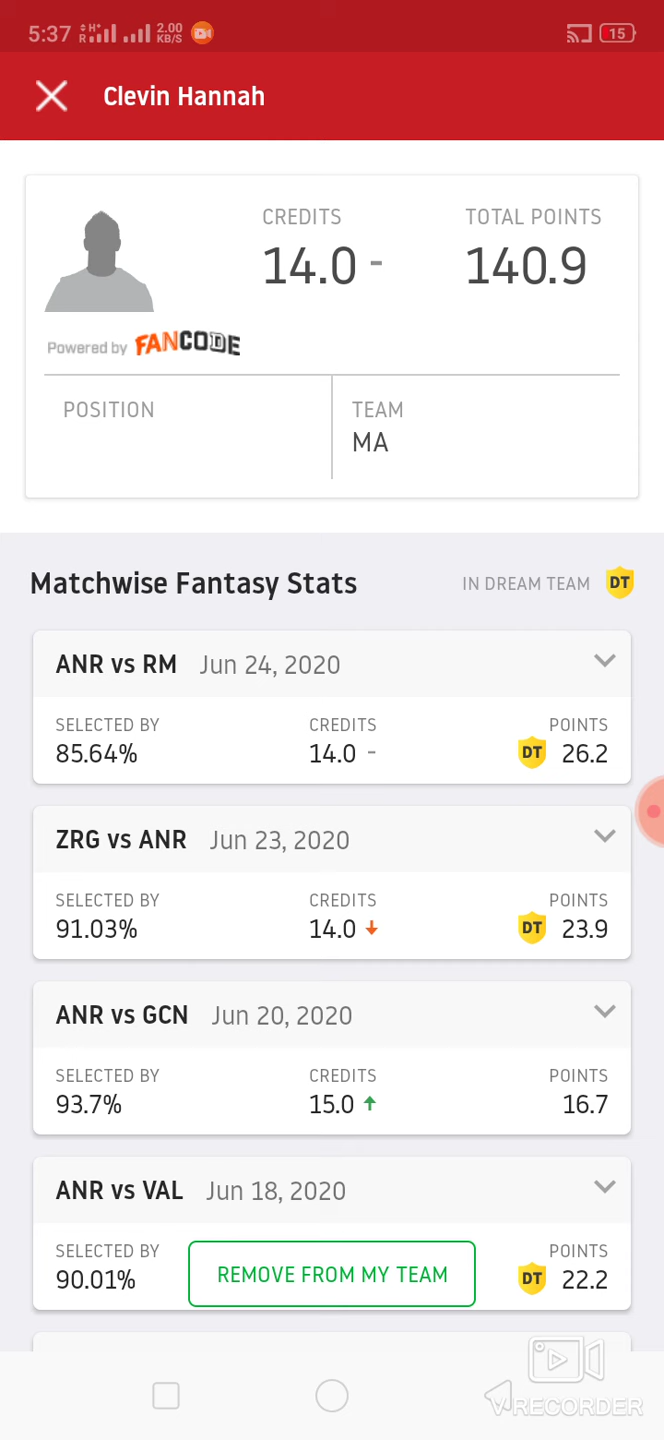 5:37 R H+ 2.00 KB/S 15
Clevin Hannah
CREDITS TOTAL POINTS
14.0 - 140.9
Powered by FANCODE
POSITION TEAM
MA
Matchwise Fantasy Stats IN DREAM TEAM DT
ANR vs RM Jun 24, 2020
SELECTED BY CREDITS POINTS
85.64% 14.0 - DT 26.2
ZRG vs ANR Jun 23, 2020
SELECTED BY CREDITS POINTS
91.03% 14.0 DT 23.9
ANR vs GCN Jun 20, 2020
SELECTED BY CREDITS POINTS
93.7% 15.0 16.7
ANR vs VAL Jun 18, 2020
SELECTED BY POINTS
90.01% REMOVE FROM MY TEAM DT 22.2
VRECORDER